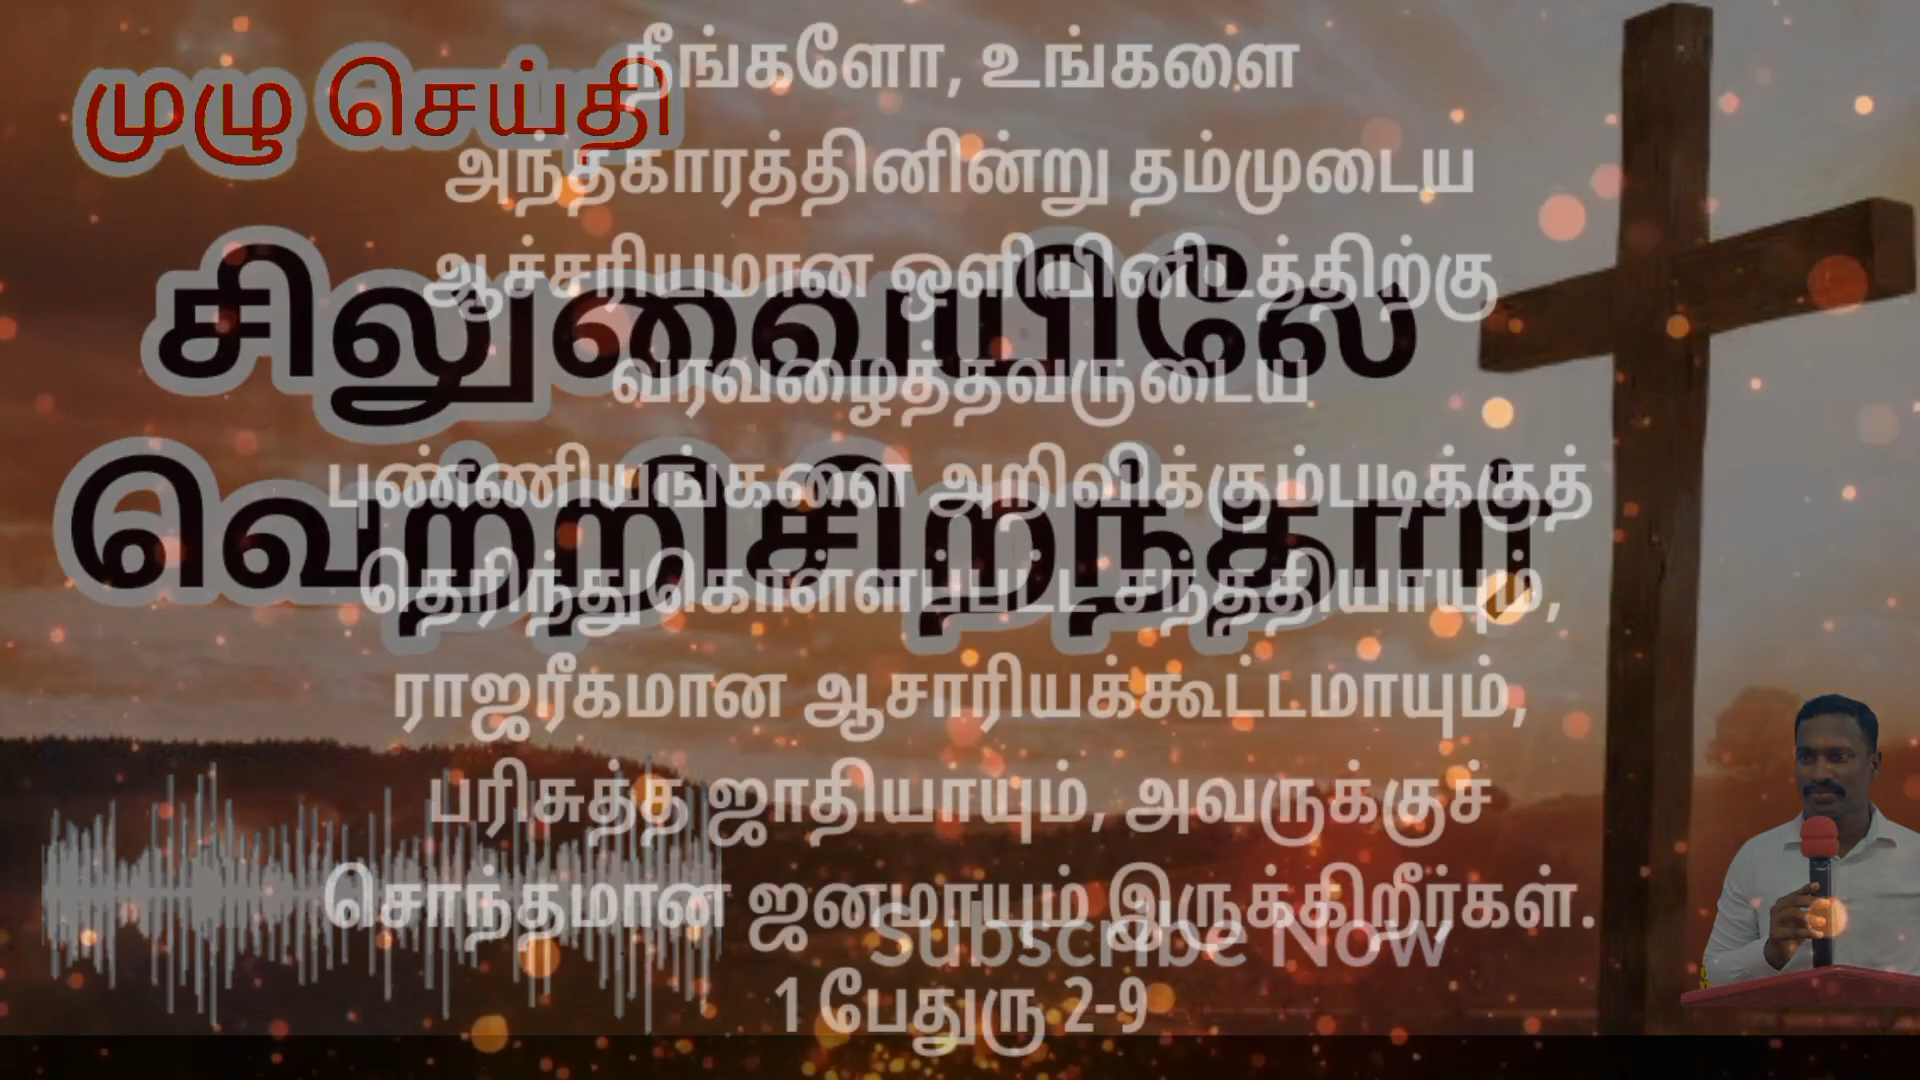 முழு செய்தி
சிலுவையிலே
வெற்றிசிறந்தார்
நீங்களோ, உங்களை
அந்தகாரத்தினின்று தம்முடைய
ஆச்சரியமான ஒளியினிடத்திற்கு
வரவழைத்தவருடைய
புண்ணியங்களை அறிவிக்கும்படிக்குத்
தெரிந்துகொள்ளப்பட்ட சந்ததியாயும்,
ராஜரீகமான ஆசாரியக்கூட்டமாயும்,
பரிசுத்த ஜாதியாயும், அவருக்குச்
சொந்தமான ஜனமாயும் இருக்கிறீர்கள்.
Subscribe Now
1 பேதுரு 2-9